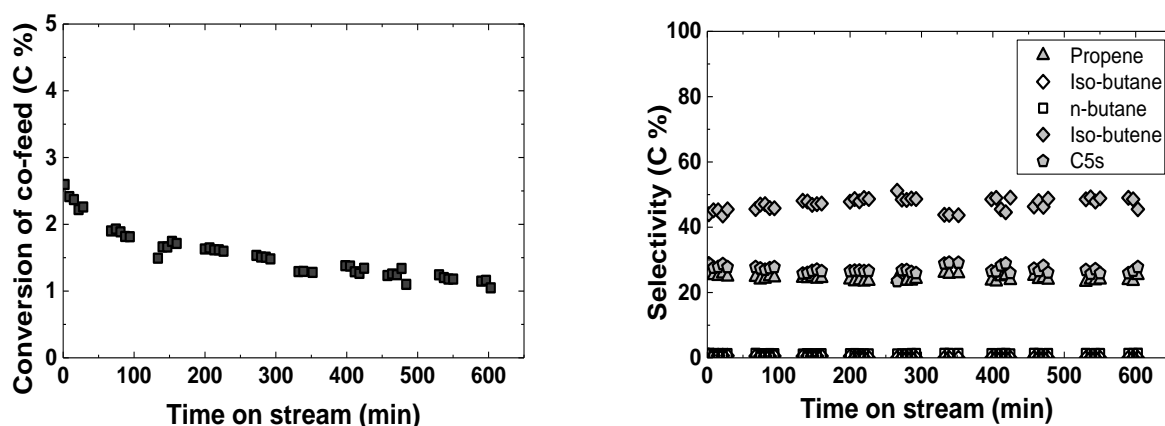 Conversion of co-feed (C %)
5
4
3
2
1
0
0 100 200 300 400 500 600
Time on stream (min)
Selectivity (C %)
100
80
60
40
20
0
0 100 200 300 400 500 600
Time on stream (min)
Propene
Iso-butane
n-butane
Iso-butene
C5s